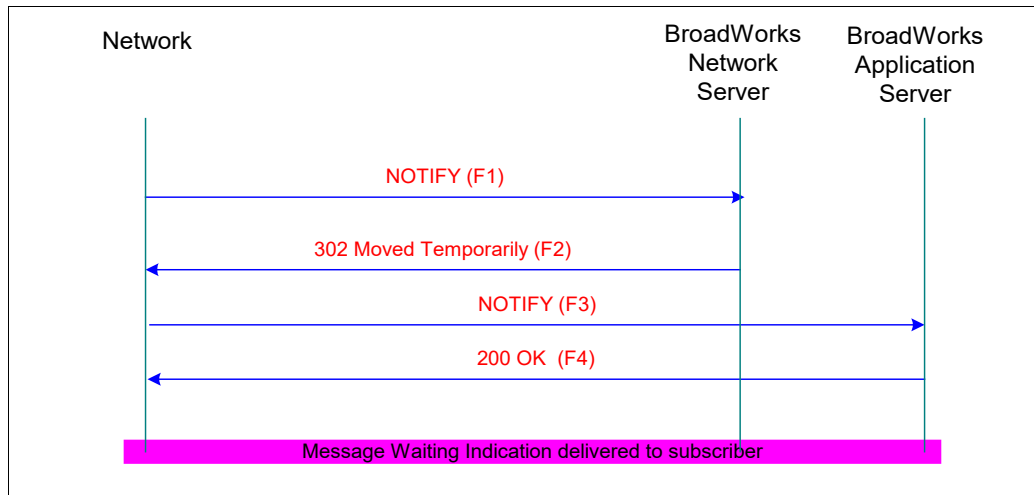 Network
BroadWorks
Network
Server
BroadWorks
Application
Server
NOTIFY (F1)
302 Moved Temporarily (F2)
NOTIFY (F3)
200 OK (F4)
Message Waiting Indication delivered to subscriber